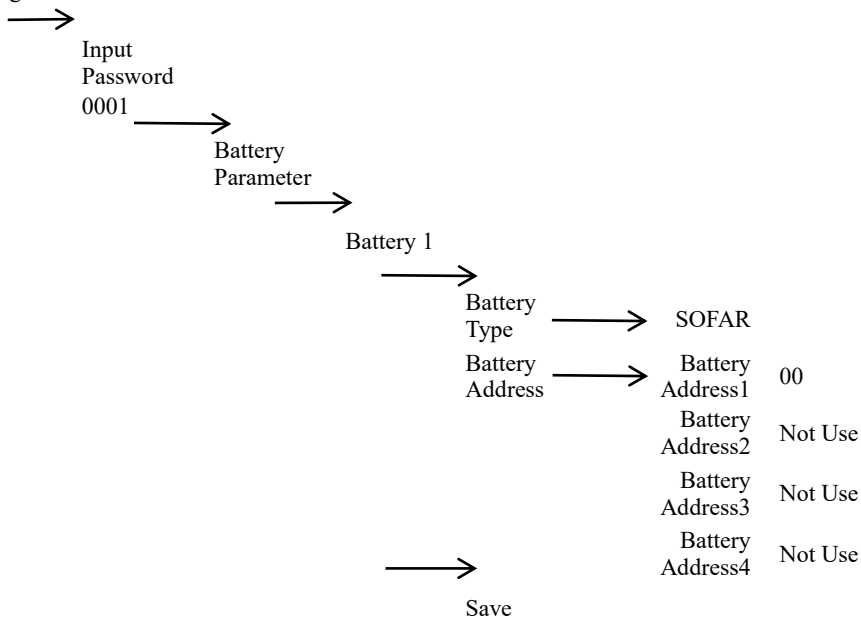 Input
Password
0001
Battery
Parameter
Battery 1
Battery
Type
SOFAR
Battery
Address
Battery
Address1
00
Battery
Address2
Not Use
Battery
Address3
Not Use
Battery
Address4
Not Use
Save